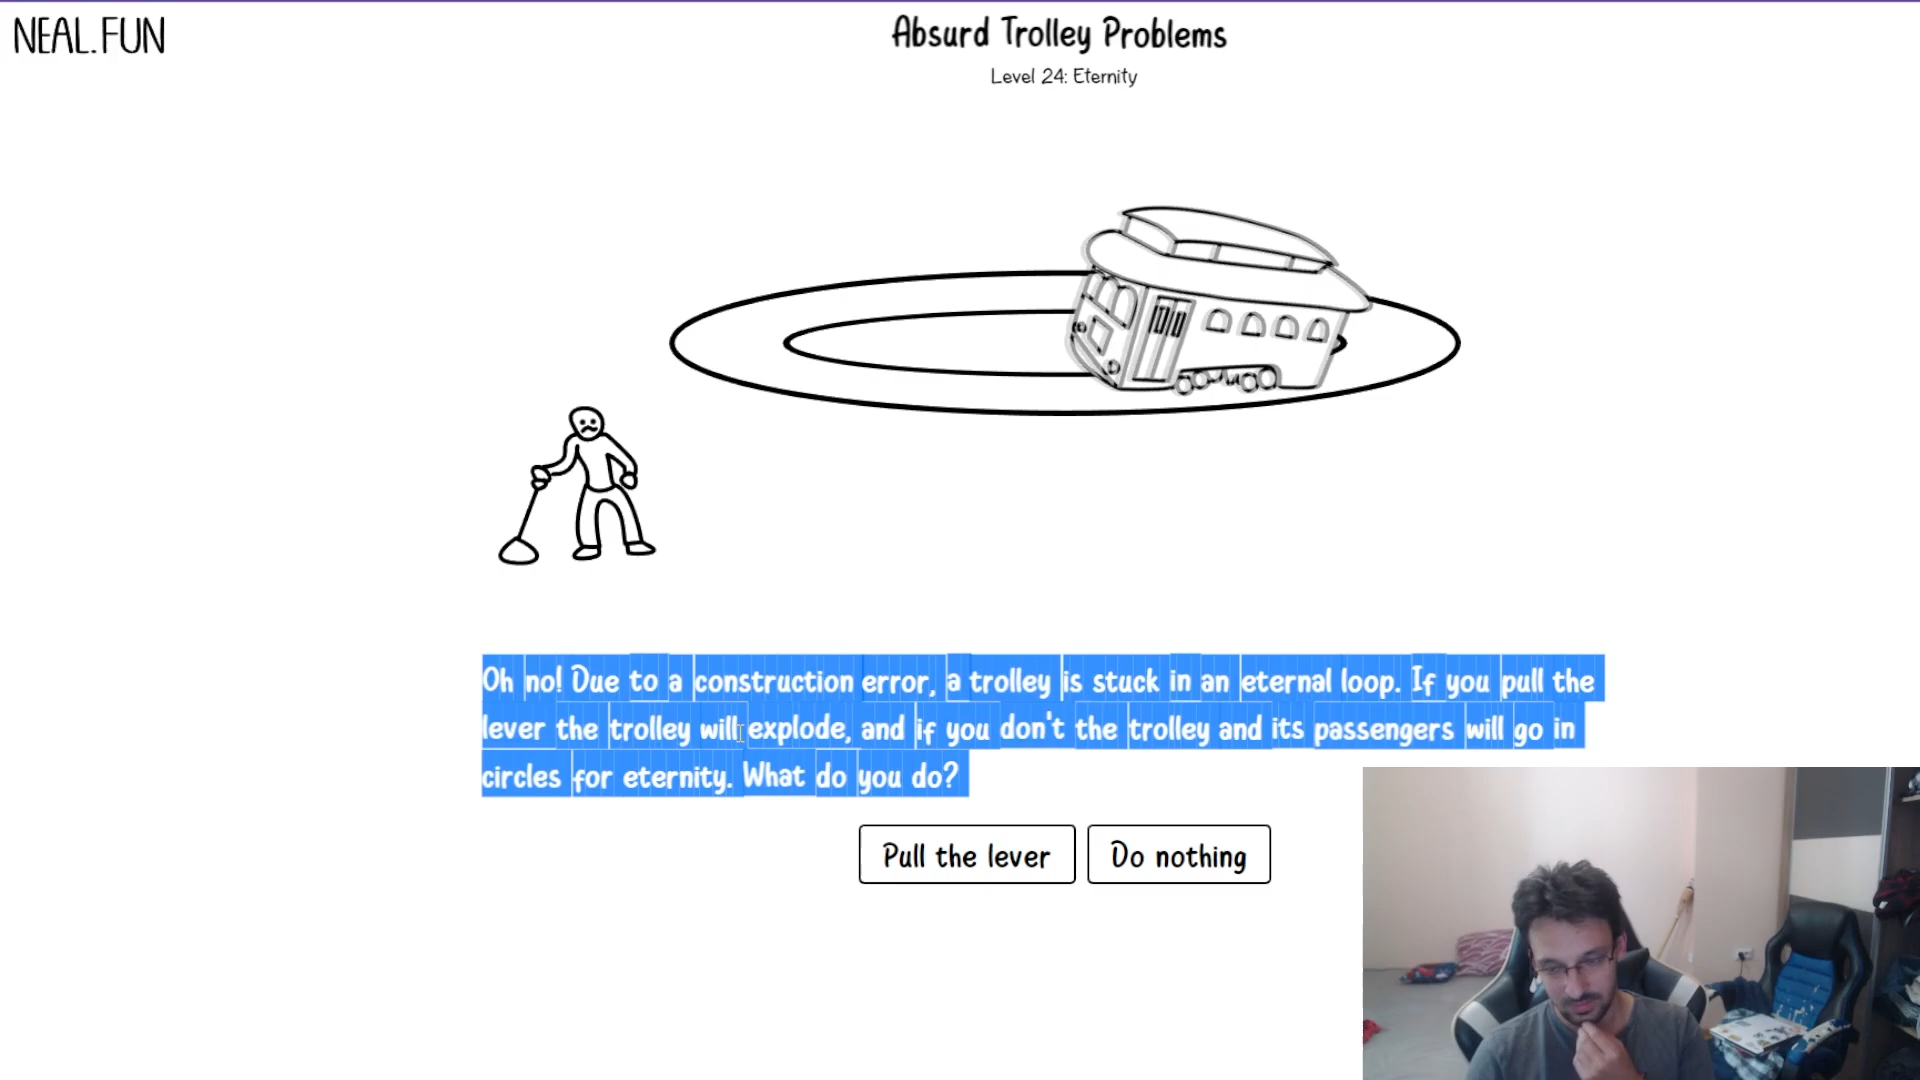 NEAL.FUN
Absurd Trolley Problems
Level 24: Eternity
Oh no! Due to a construction error, a trolley is stuck in an eternal loop. If you pull the
lever the trolley will explode, and if you don't the trolley and its passengers will go in
circles for eternity. What do you do?
Pull the lever
Do nothing